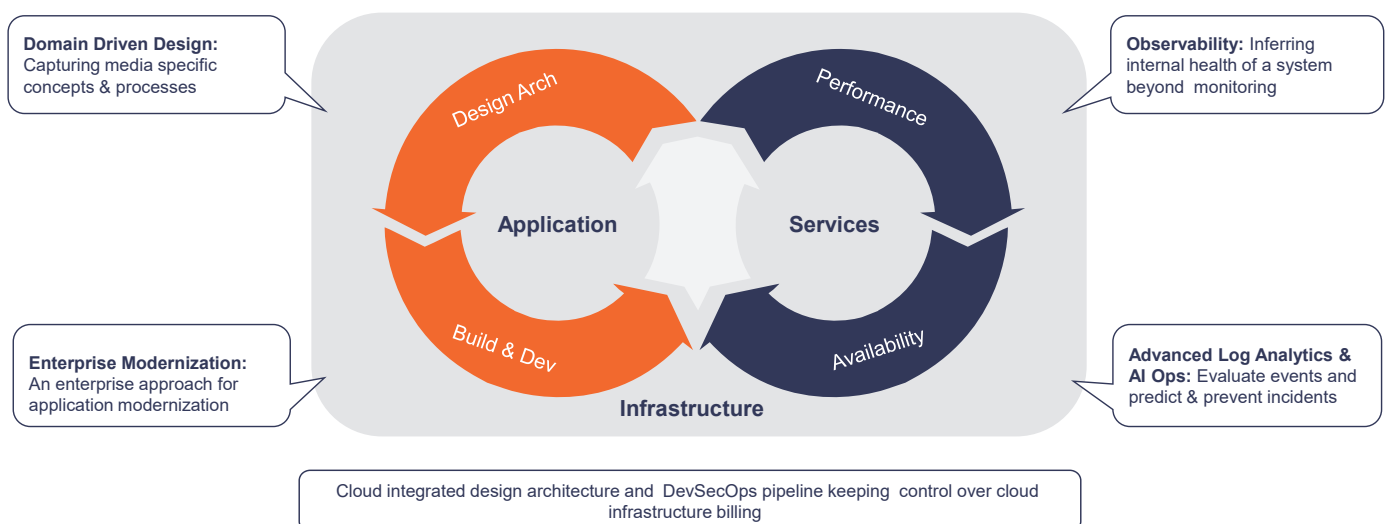 Domain Driven Design:
Capturing media specific
concepts & processes
Observability: Inferring
internal health of a system
beyond monitoring
Design Arch
Performance
Application
Services
Build & Dev
Availability
Infrastructure
Enterprise Modernization:
An enterprise approach for
application modernization
Advanced Log Analytics &
AI Ops: Evaluate events and
predict & prevent incidents
Cloud integrated design architecture and DevSecOps pipeline keeping control over cloud
infrastructure billing